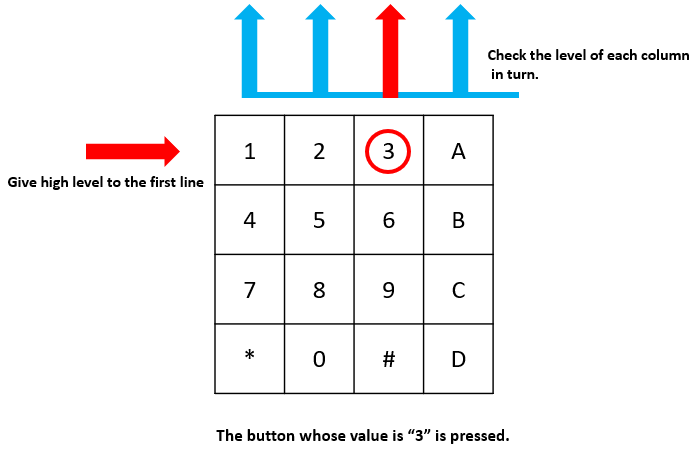 Check the level of each column
in turn.
Give high level to the first line
1 2 3 A
4 5 6 B
7 8 9 C
* 0 # D
The button whose value is “3” is pressed.